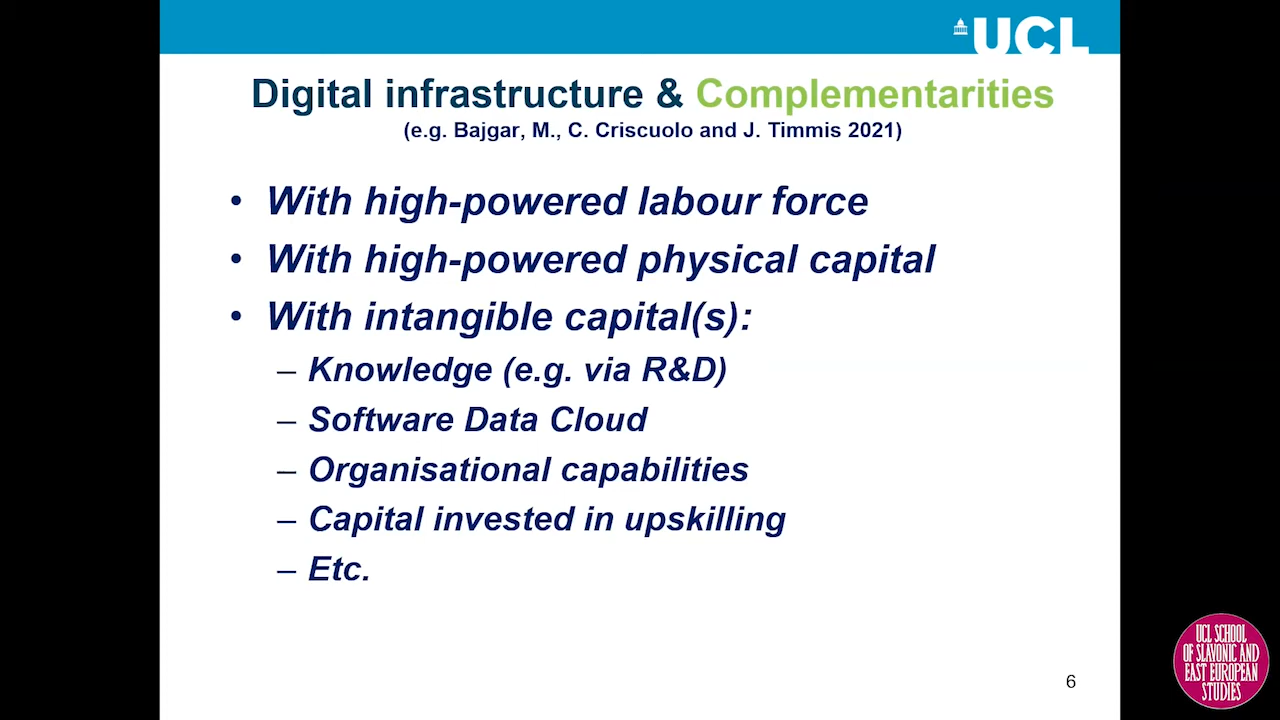 UCL
Digital infrastructure & Complementarities
(e.g. Bajgar, M., C. Criscuolo and J. Timmis 2021)
• With high-powered labour force
• With high-powered physical capital
• With intangible capital(s):
– Knowledge (e.g. via R&D)
– Software Data Cloud
– Organisational capabilities
– Capital invested in upskilling
– Etc.
6
UCL SCHOOL
OF SLAVONIC AND
EAST EUROPEAN
STUDIES